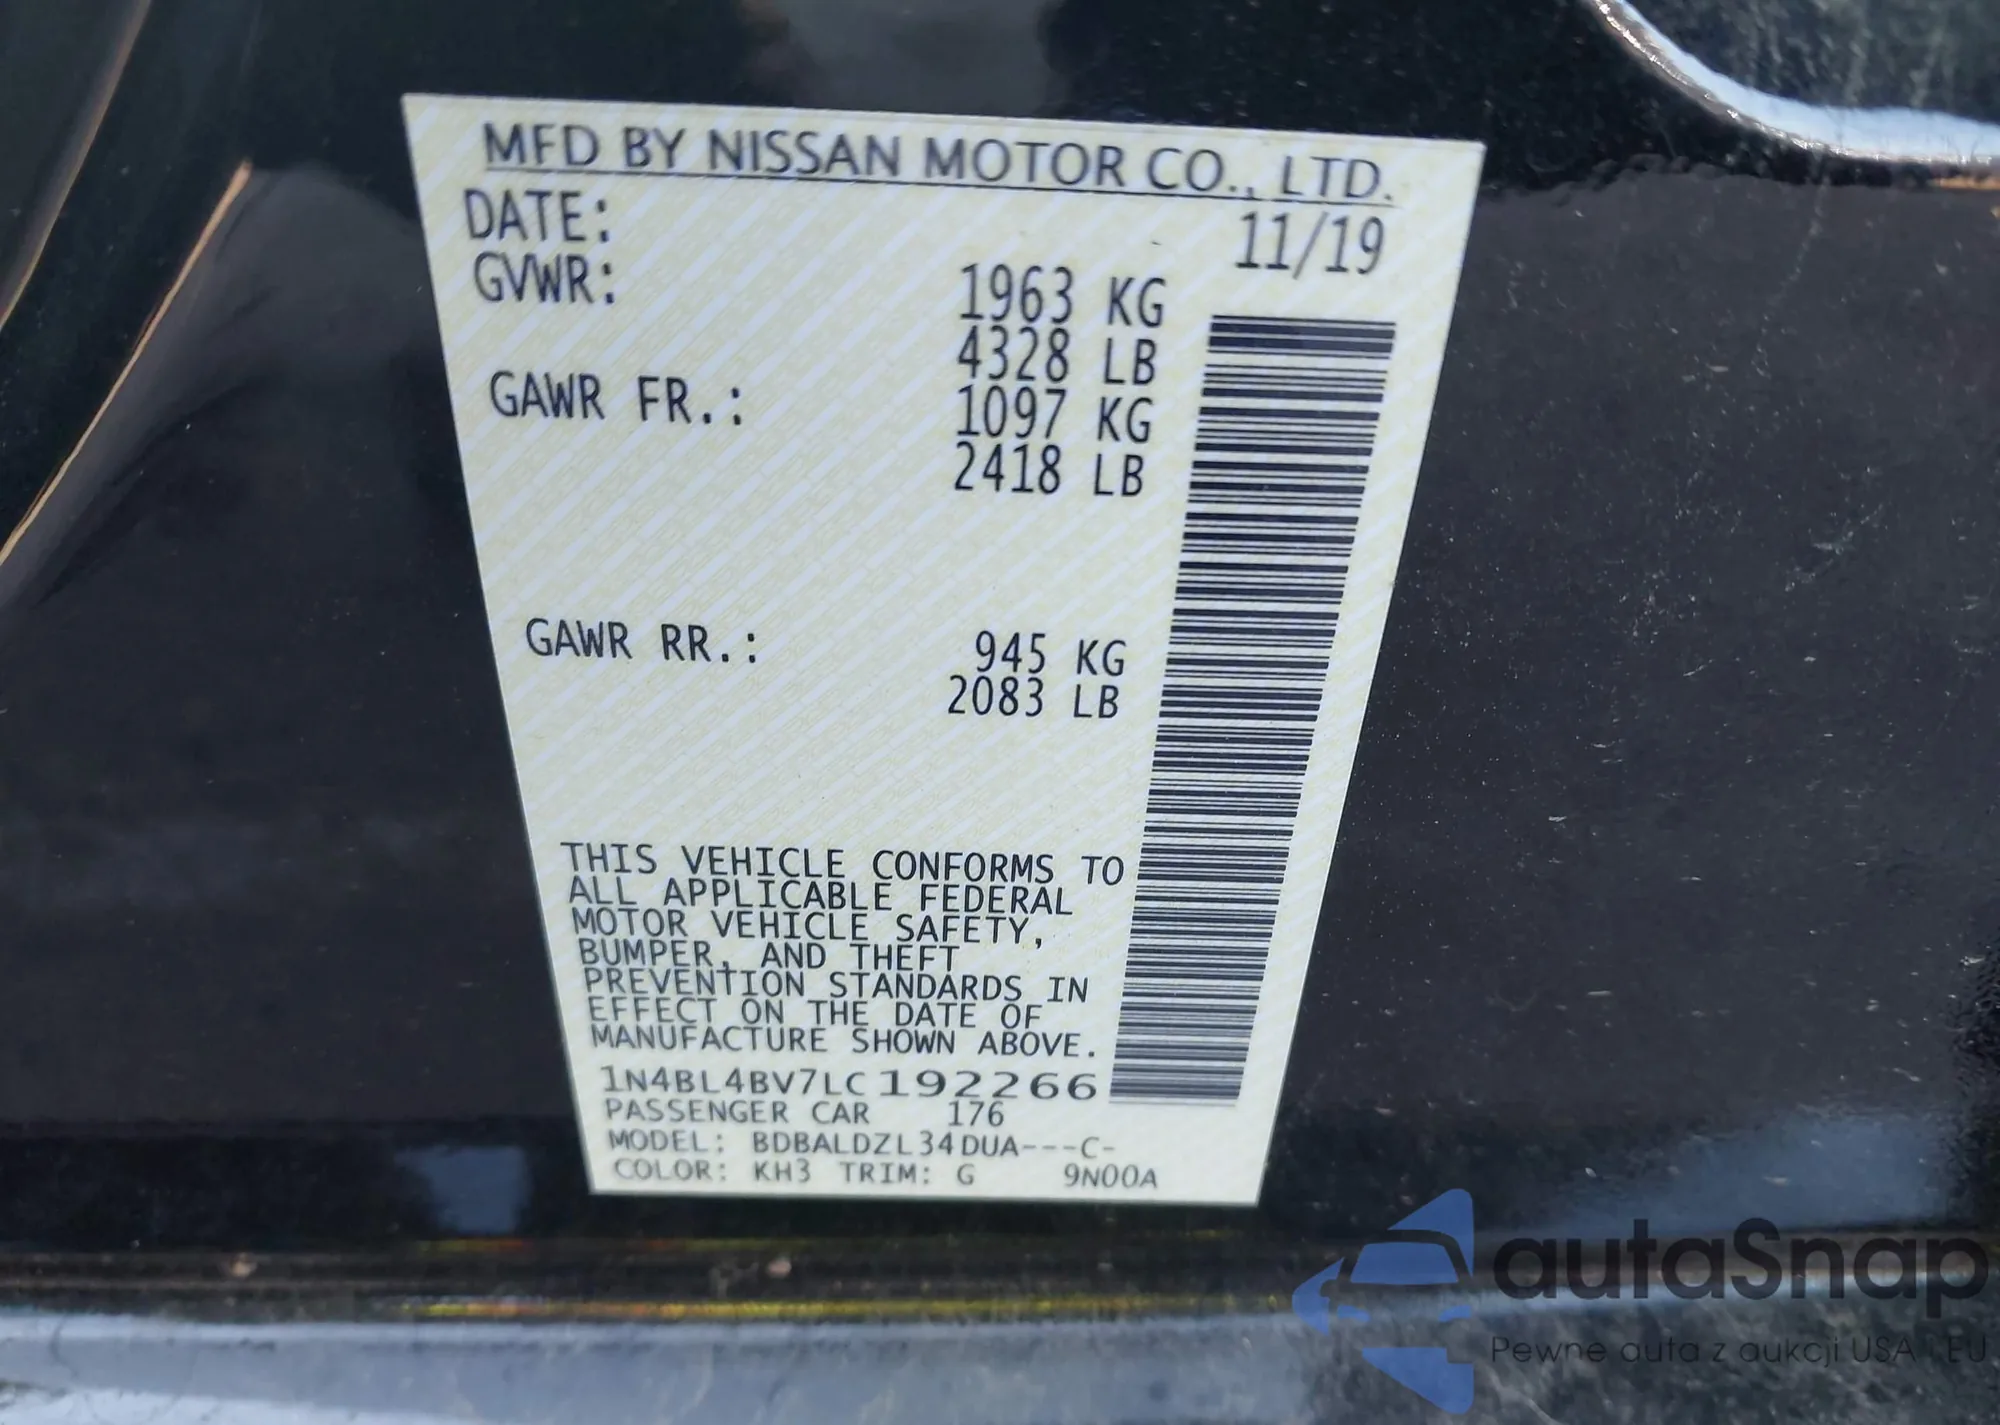 MFD BY NISSAN MOTOR CO., LTD.
DATE: 11/19
GVWR: 1963 KG
4328 LB
GAWR FR.: 1097 KG
2418 LB
GAWR RR.: 945 KG
2083 LB
THIS VEHICLE CONFORMS TO
ALL APPLICABLE FEDERAL
MOTOR VEHICLE SAFETY,
BUMPER, AND THEFT
PREVENTION STANDARDS IN
EFFECT ON THE DATE OF
MANUFACTURE SHOWN ABOVE.
1N4BL4BV7LC192266
PASSENGER CAR 176
MODEL: BDBALDZL34DUA---C-
COLOR: KH3 TRIM: G 9N00A
autaSnap
Pewne auta z aukcji USA i EU